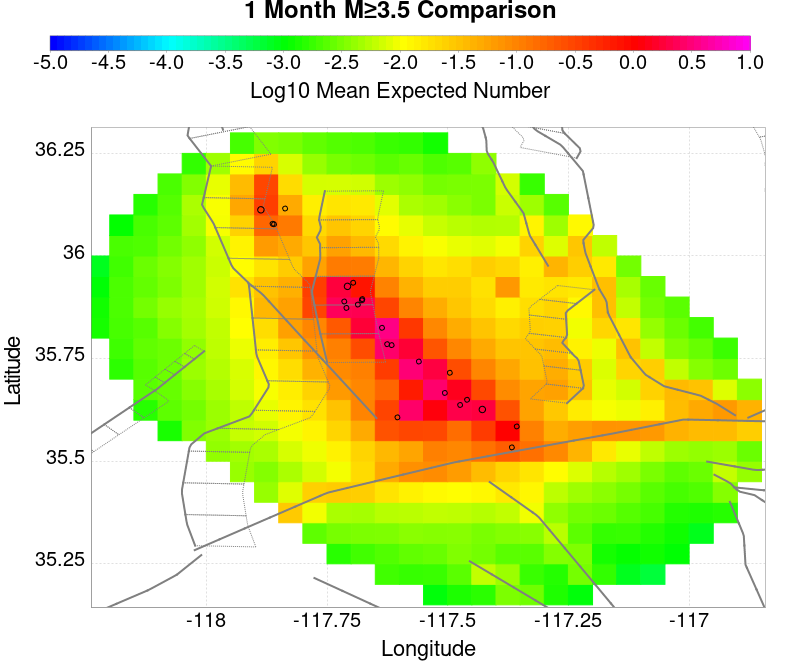 1 Month M≥3.5 Comparison
-5.0 -4.5 -4.0 -3.5 -3.0 -2.5 -2.0 -1.5 -1.0 -0.5 0.0 0.5 1.0
Log10 Mean Expected Number
36.25
36
35.75
35.5
35.25
Latitude
-118 -117.75 -117.5 -117.25 -117
Longitude